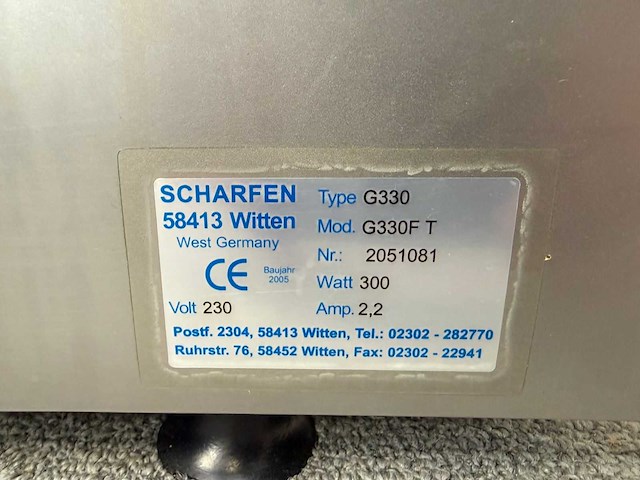 SCHARFEN
58413 Witten
West Germany
CE
Baujahr
2005
Volt 230
Type G330
Mod. G330F T
Nr.: 2051081
Watt 300
Amp. 2,2
Postf. 2304, 58413 Witten, Tel.: 02302 - 282770
Ruhrstr. 76, 58452 Witten, Fax: 02302 - 22941